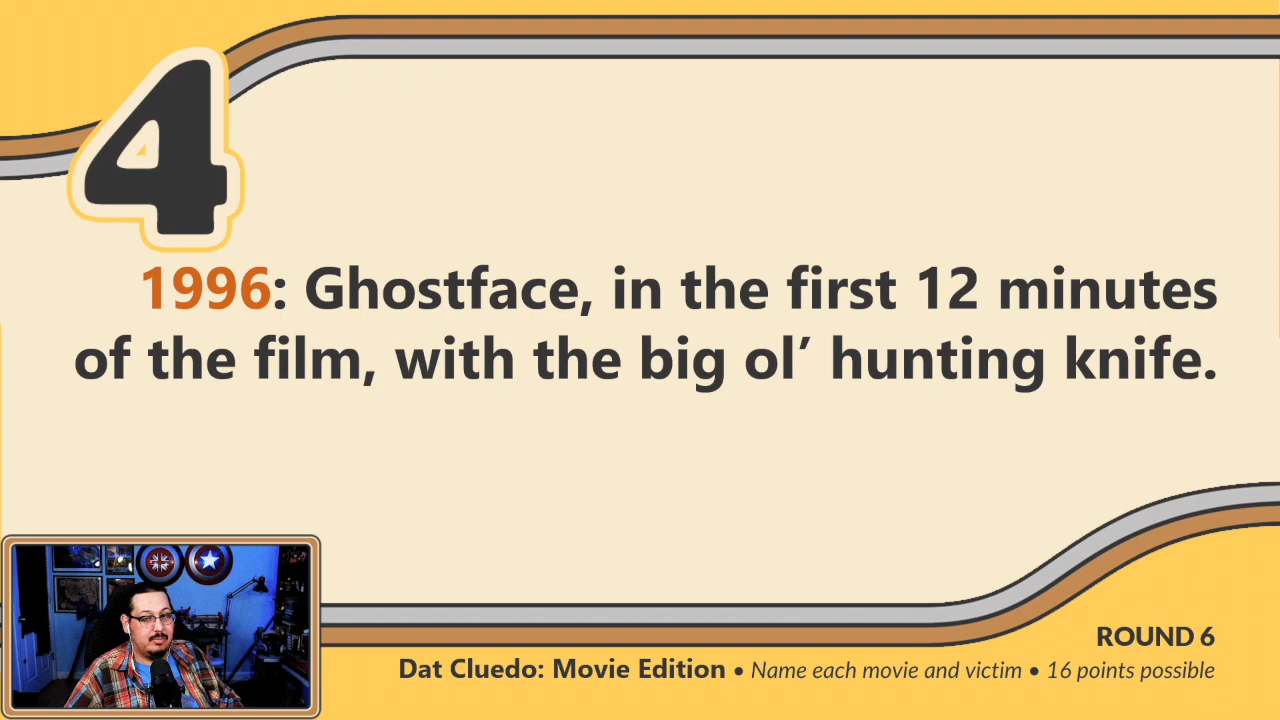 4
1996: Ghostface, in the first 12 minutes
of the film, with the big ol’ hunting knife.
ROUND 6
Dat Cluedo: Movie Edition • Name each movie and victim • 16 points possible